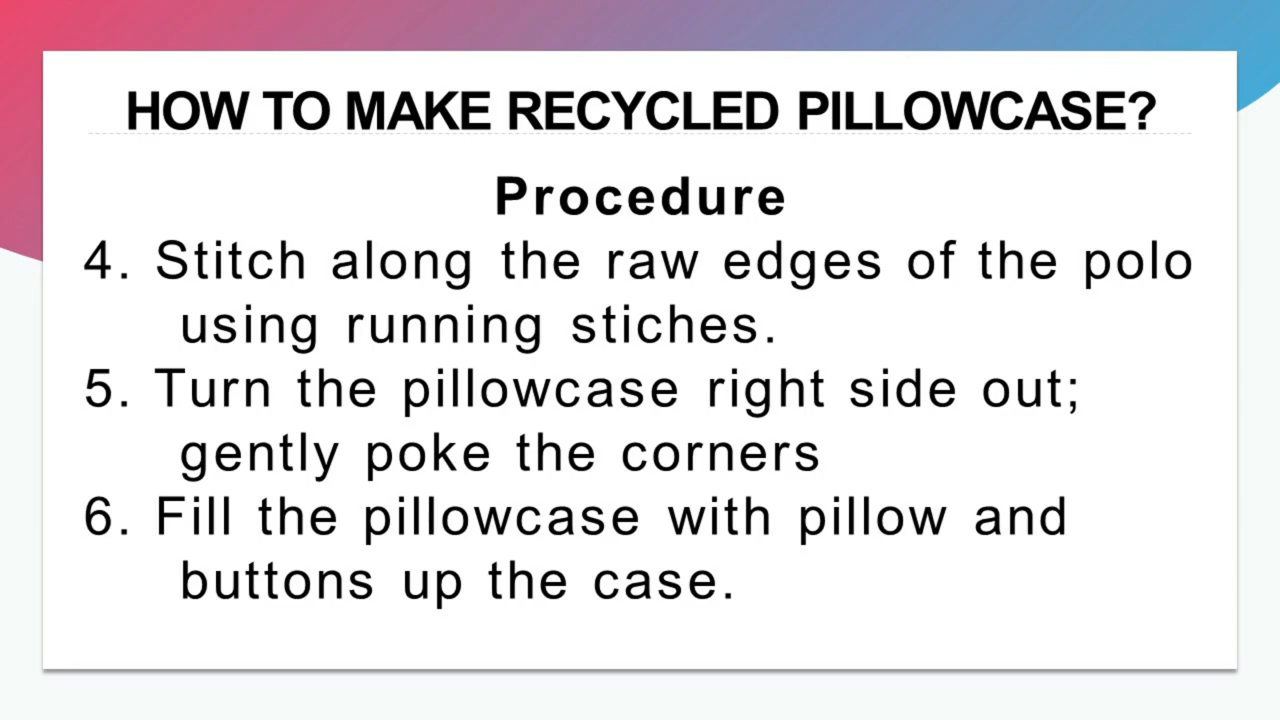 HOW TO MAKE RECYCLED PILLOWCASE?
Procedure
4. Stitch along the raw edges of the polo
using running stiches.
5. Turn the pillowcase right side out;
gently poke the corners
6. Fill the pillowcase with pillow and
buttons up the case.